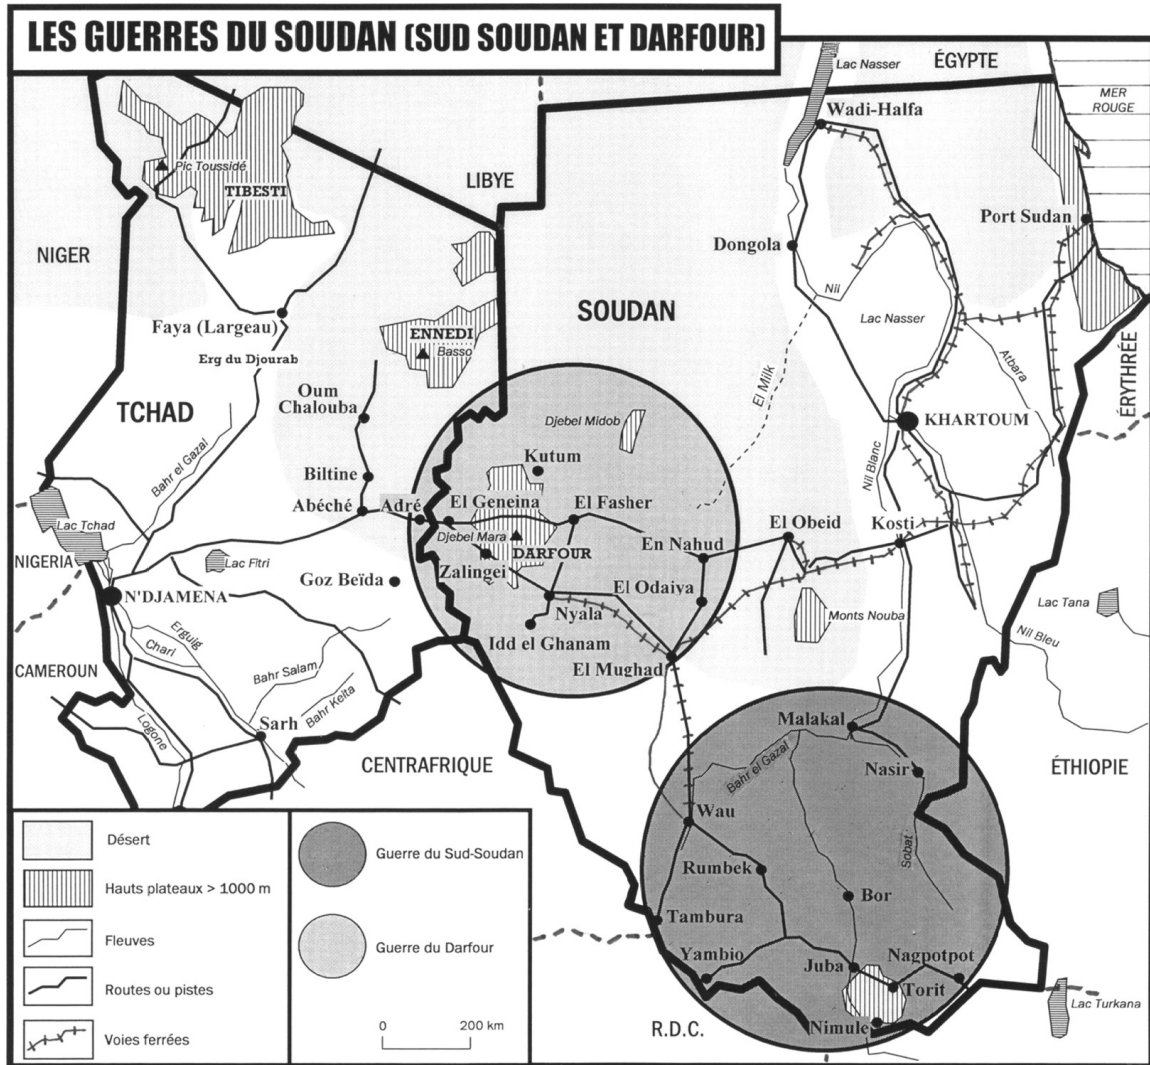 LES GUERRES DU SOUDAN (SUD SOUDAN ET DARFOUR)
Lac Nasser
ÉGYPTE
MER
ROUGE
Wadi-Halfa
Pic Toussidé
TIBESTI
LIBYE
Port Sudan
NIGER
Dongola
Nil
SOUDAN
Faya (Largeau)
Lac Nasser
ENNEDI
Basso
Erg du Djourab
Atbara
ÉRYTHRÉE
El Milk
Oum
Chalouba
TCHAD
Djebel Midob
KHARTOUM
Bahr el Gazal
Kutum
Nil Blanc
Biltine
Abéché
Adré
El Geneina
El Fasher
Lac Tchad
Djebel Mara
DARFOUR
El Obeid
Kosti
En Nahud
NIGERIA
Lac Fitri
Zalingei
Goz Beïda
El Odaiya
N'DJAMENA
Nyala
Monts Nouba
Lac Tana
Idd el Ghanam
Nil Bleu
Erguig
Chari
El Mughad
CAMEROUN
Bahr Salam
Bahr Keïta
Logone
Sarh
Malakal
CENTRAFRIQUE
Bahr el Gazal
Nasir
ÉTHIOPIE
Wau
Sobat
Rumbek
Bor
Tambura
Yambio
Juba
Nagpotpot
Torit
Lac Turkana
Nimule
R.D.C.
Désert
Hauts plateaux > 1000 m
Fleuves
Routes ou pistes
Voies ferrées
Guerre du Sud-Soudan
Guerre du Darfour
0 200 km